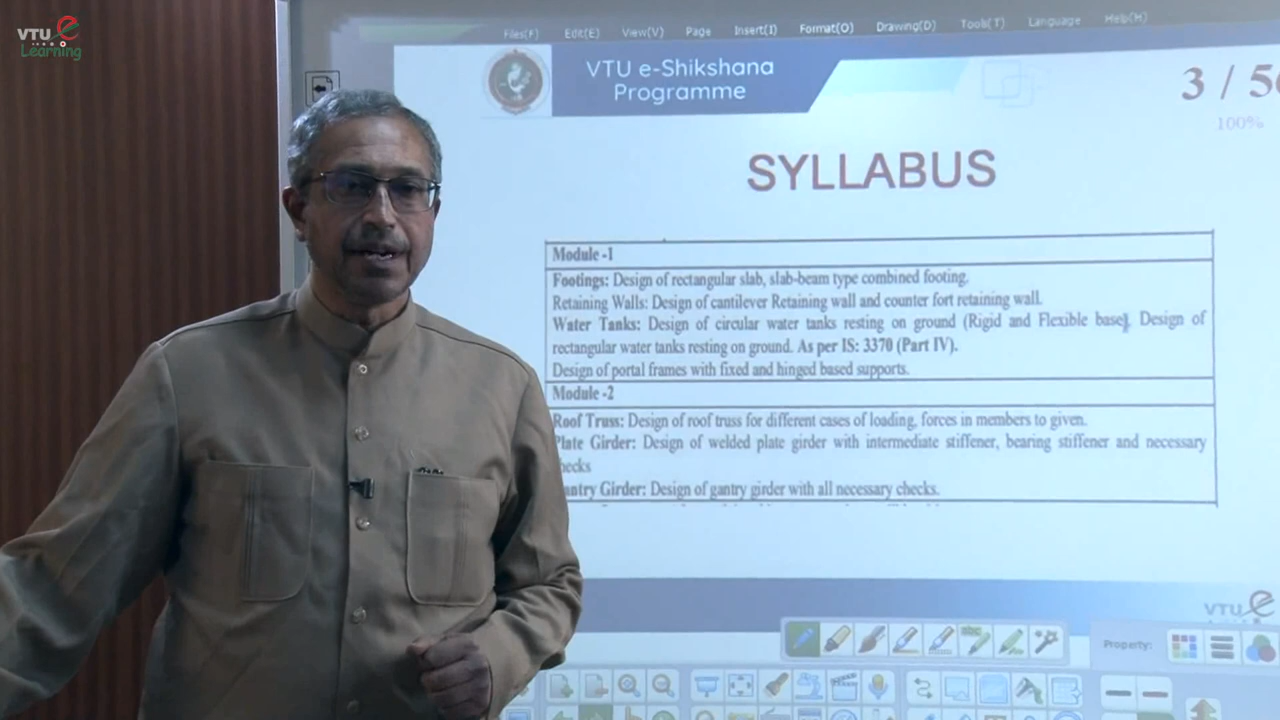 VTU e
Learning
Files(F) Edit(E) View(V) Page Insert(I) Format(O) Drawing(D) Tools(T) Language Help(H)
VTU e-Shikshana
Programme
3 / 56
100%
SYLLABUS
Module -1
Footings: Design of rectangular slab, slab-beam type combined footing.
Retaining Walls: Design of cantilever Retaining wall and counter fort retaining wall.
Water Tanks: Design of circular water tanks resting on ground (Rigid and Flexible base). Design of
rectangular water tanks resting on ground. As per IS: 3370 (Part IV).
Design of portal frames with fixed and hinged based supports.
Module -2
Roof Truss: Design of roof truss for different cases of loading, forces in members to given.
Plate Girder: Design of welded plate girder with intermediate stiffener, bearing stiffener and necessary
checks
Gantry Girder: Design of gantry girder with all necessary checks.
VTU e
Property: